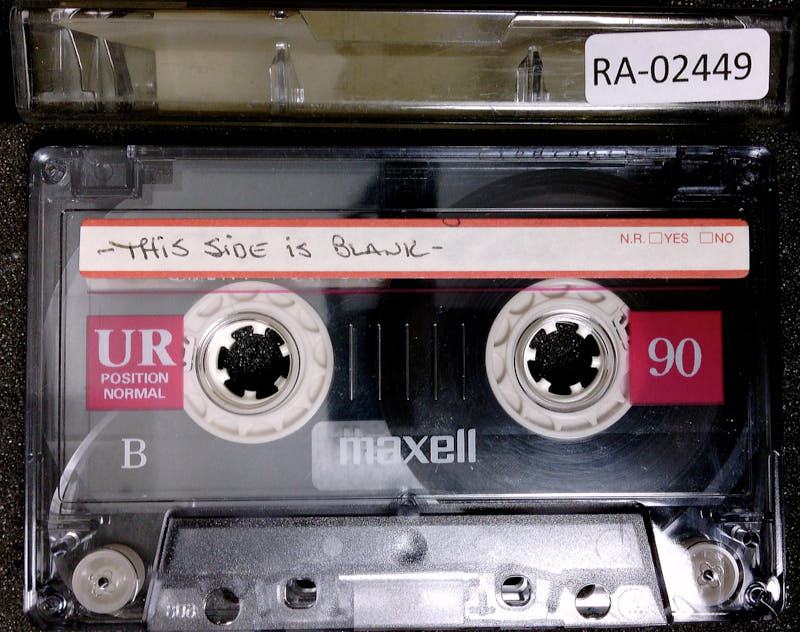 RA-02449
-THIS SIDE IS BLANK-
N.R. □YES □NO
UR
POSITION
NORMAL
90
B
maxell